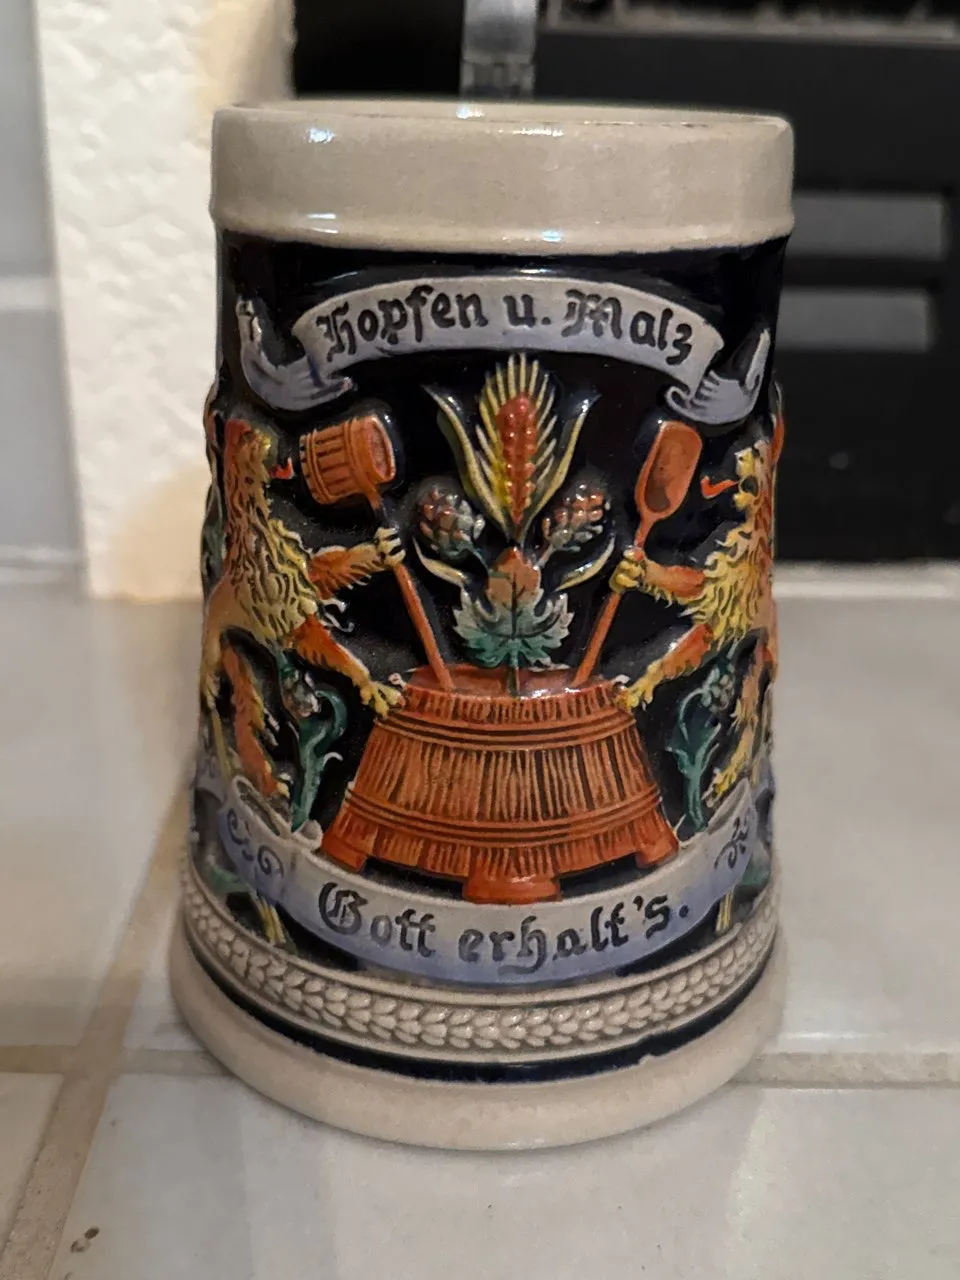 Hopfen u. Malz
Gott erhalt's.